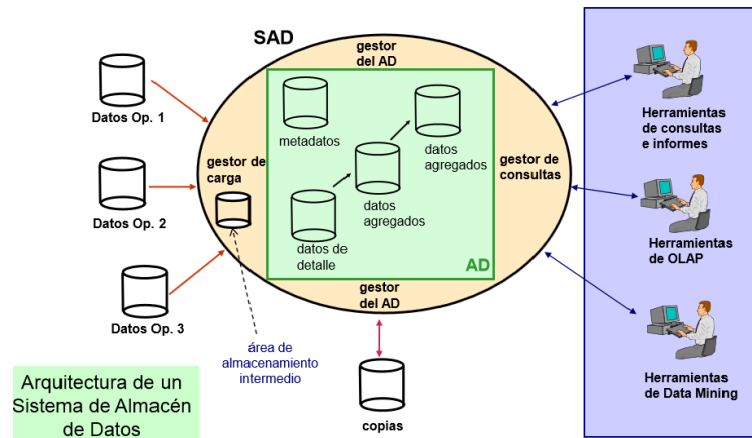 SAD
gestor
del AD
Datos Op. 1
metadatos
datos
agregados
Herramientas
de consultas
e informes
gestor de
carga
gestor de
consultas
datos
agregados
Datos Op. 2
datos de
detalle
AD
Herramientas
de OLAP
gestor
del AD
Datos Op. 3
área de
almacenamiento
intermedio
Arquitectura de un
Sistema de Almacén
de Datos
copias
Herramientas
de Data Mining